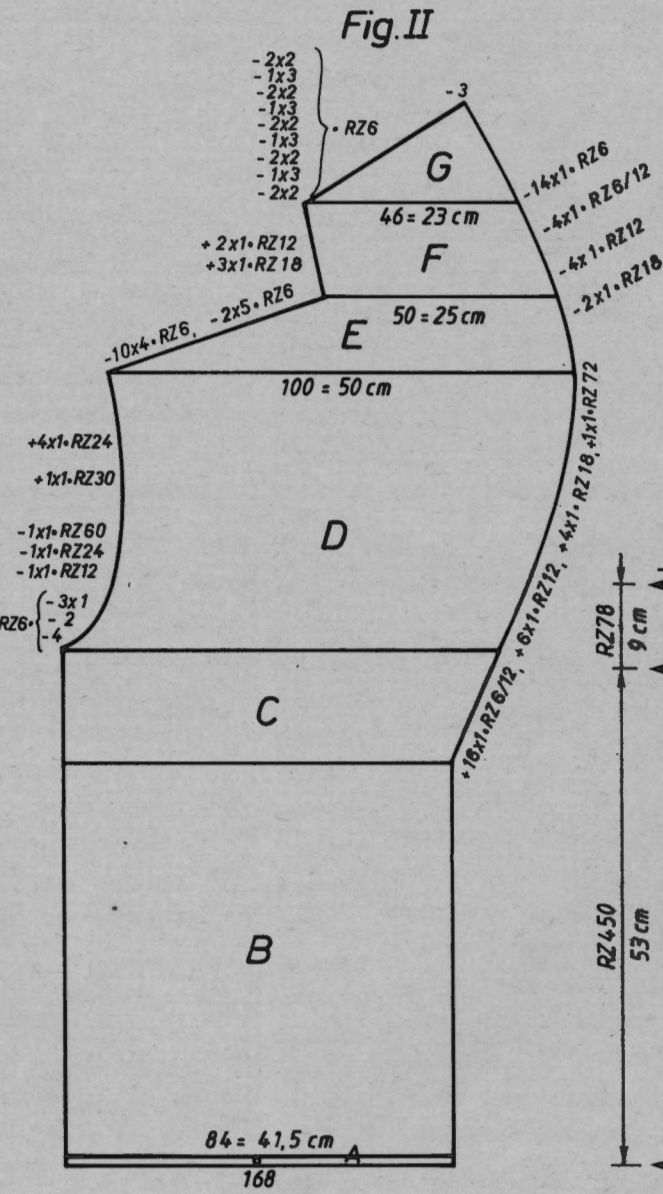 Fig. II
- 2x2
- 1x3
- 2x2
- 1x3
- 2x2
- 1x3
- 2x2
- 1x3
- 2x2
• RZ6
- 3
G
46 = 23 cm
-14x1• RZ6
-4x1• RZ6/12
-4x1• RZ12
-2x1• RZ18
+ 2x1• RZ12
+3x1• RZ18
F
50 = 25 cm
-10x4• RZ6, -2x5• RZ6
E
100 = 50 cm
+4x1• RZ24
+1x1• RZ30
-1x1• RZ60
-1x1• RZ24
-1x1• RZ12
RZ6•
- 3x1
- 2
- 4
D
+16x1• RZ6/12, + 6x1• RZ12, + 4x1• RZ18, +1x1• RZ72
RZ78
9 cm
C
B
RZ450
53 cm
84 = 41,5 cm
A
168